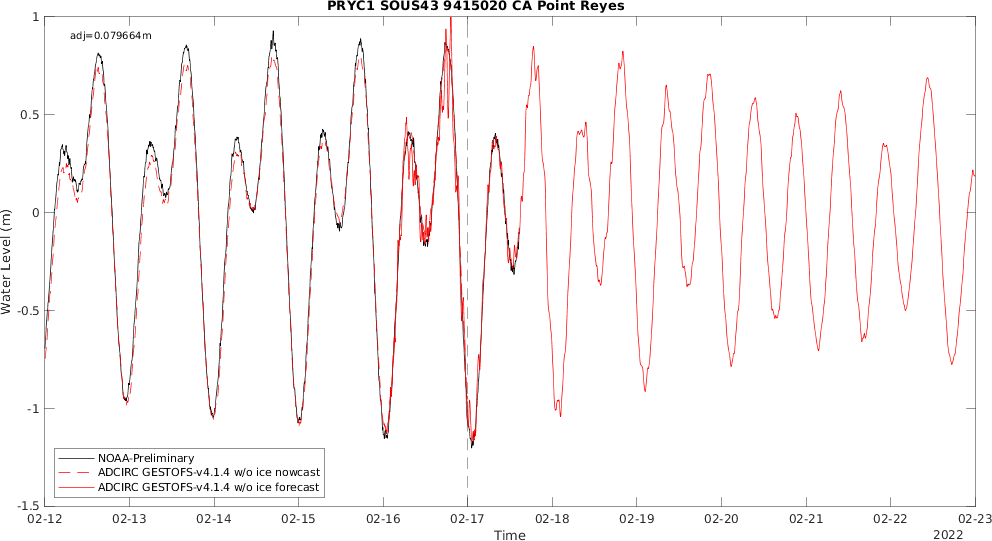 PRYC1 SOUS43 9415020 CA Point Reyes
adj=0.079664m
1
0.5
0
-0.5
-1
-1.5
Water Level (m)
NOAA-Preliminary
ADCIRC GESTOFS-v4.1.4 w/o ice nowcast
ADCIRC GESTOFS-v4.1.4 w/o ice forecast
02-12 02-13 02-14 02-15 02-16 02-17 02-18 02-19 02-20 02-21 02-22 02-23
Time
2022